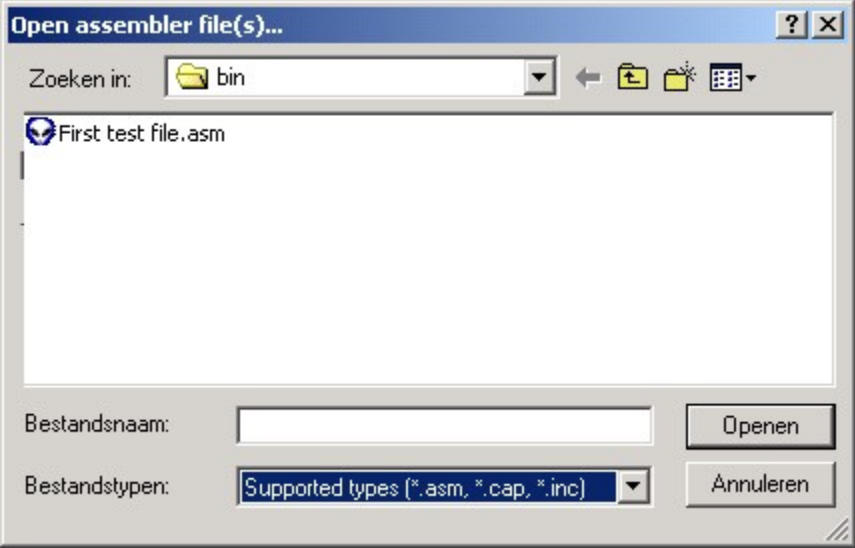 Open assembler file(s)...
Zoeken in: bin
First test file.asm
Bestandsnaam: Openen
Bestandstypen: Supported types (*.asm, *.cap, *.inc) Annuleren